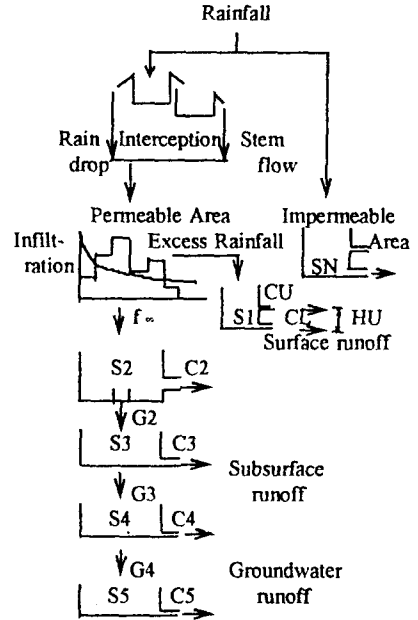 Rainfall
Rain Interception Stem
drop flow
Permeable Area Impermeable
Infilt- Excess Rainfall Area
ration SN
CU
f∞ S1 CL HU
Surface runoff
S2 C2
G2
S3 C3
Subsurface
G3 runoff
S4 C4
G4 Groundwater
S5 C5 runoff